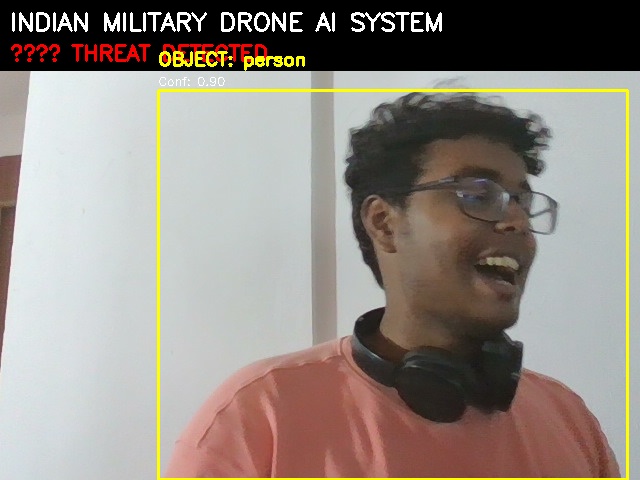 INDIAN MILITARY DRONE AI SYSTEM
???? THREAT DETECTED
OBJECT: person
Conf: 0.90